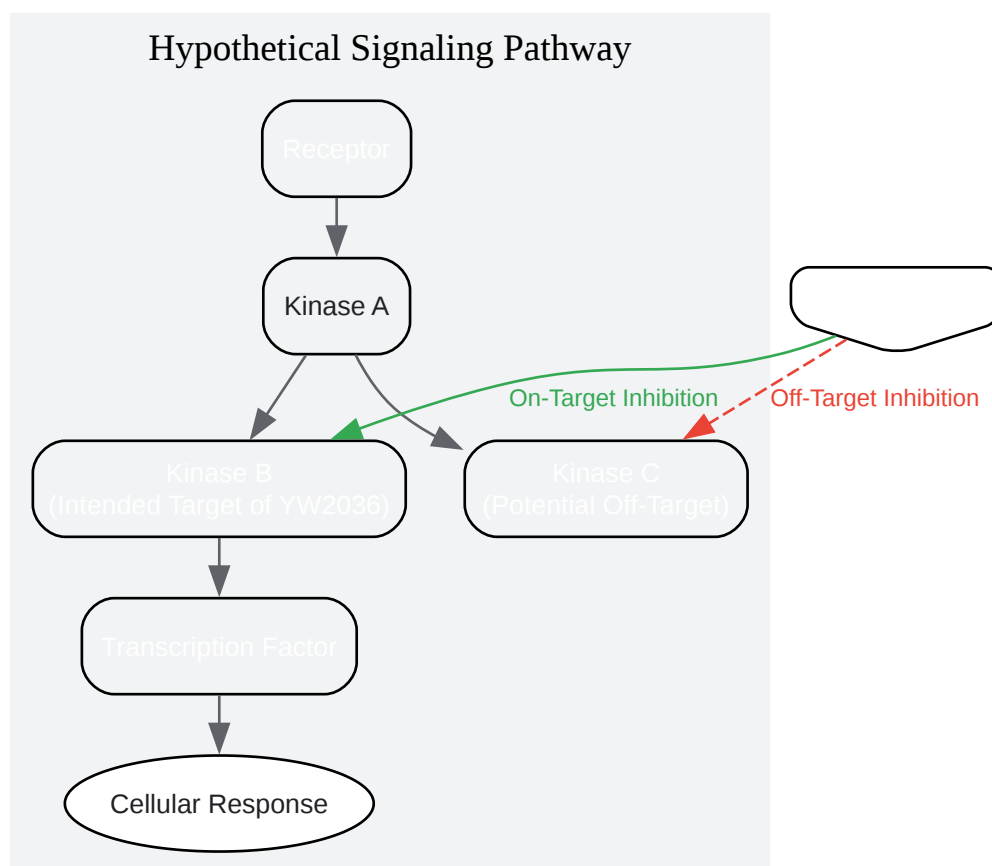 Hypothetical Signaling Pathway
Receptor
Kinase A
On-Target Inhibition
Off-Target Inhibition
Kinase B
(Intended Target of YW2036)
Kinase C
(Potential Off-Target)
Transcription Factor
Cellular Response